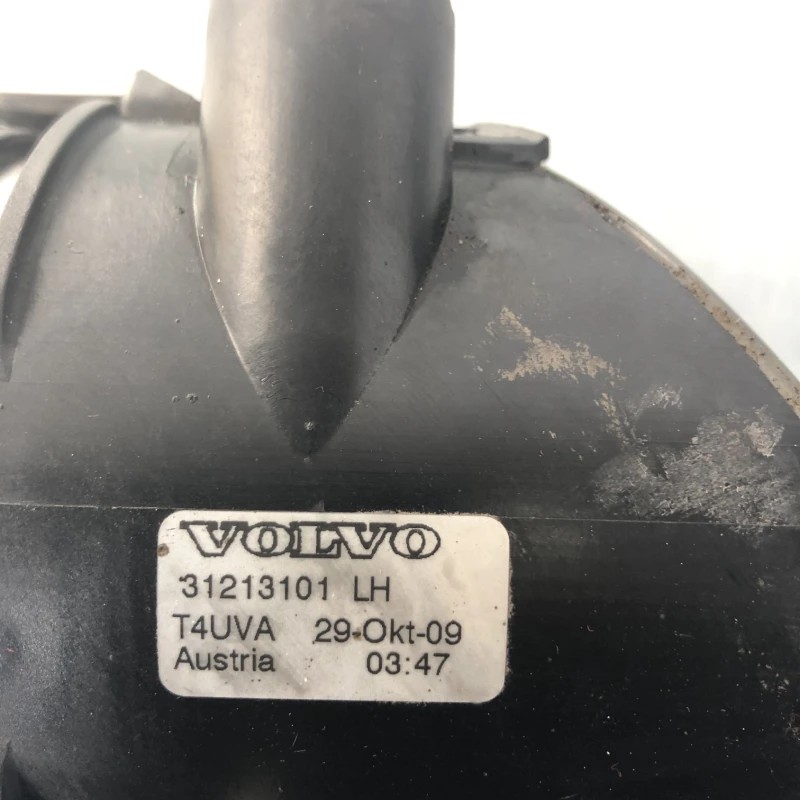 VOLVO
31213101 LH
T4UVA 29-Okt-09
Austria 03:47